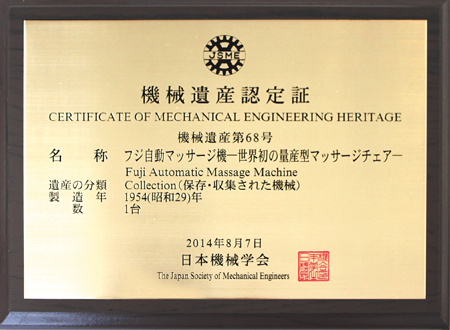 JSME
機械遺産認定証
CERTIFICATE OF MECHANICAL ENGINEERING HERITAGE
機械遺産第68号
名 称 フジ自動マッサージ機―世界初の量産型マッサージチェア―
Fuji Automatic Massage Machine
遺産の分類 Collection(保存・収集された機械)
製造年 1954(昭和29)年
数 1台
2014年8月7日
日本機械学会
The Japan Society of Mechanical Engineers